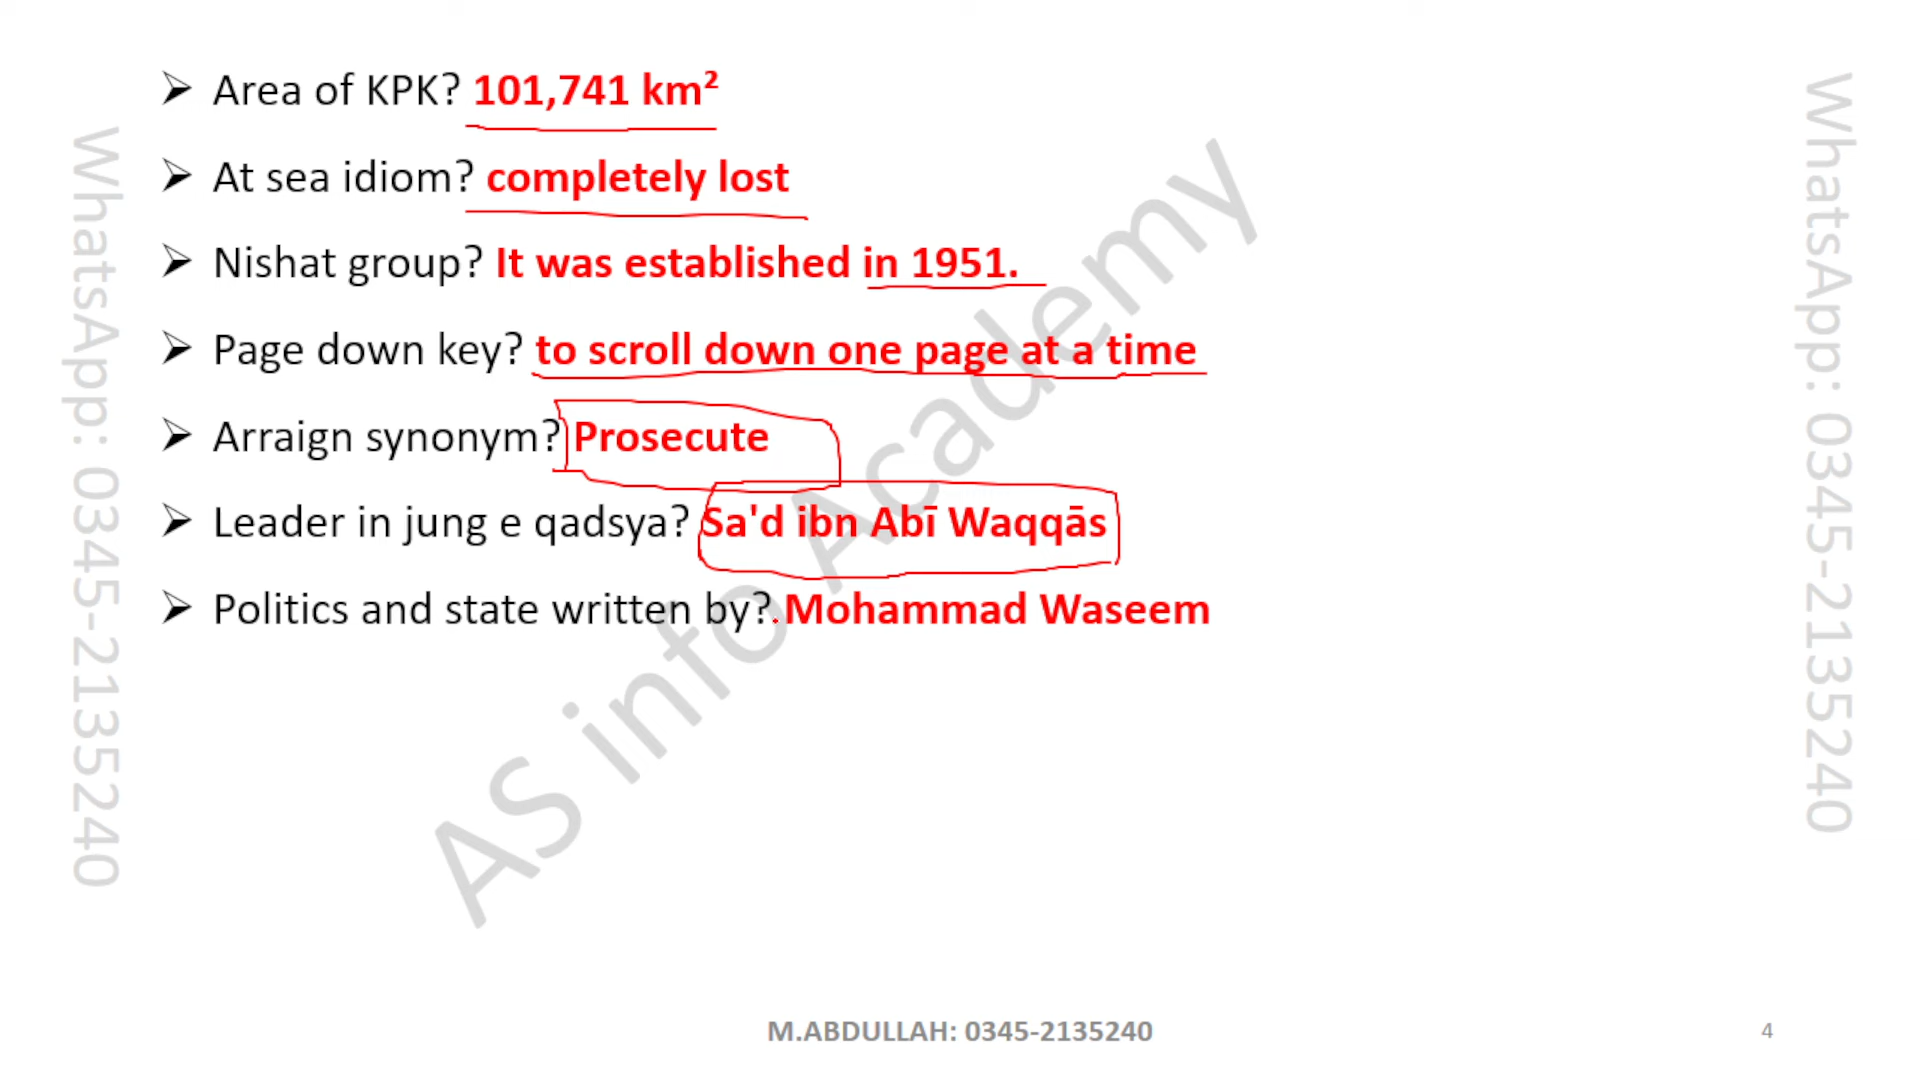 ➢ Area of KPK? 101,741 km²
➢ At sea idiom? completely lost
➢ Nishat group? It was established in 1951.
➢ Page down key? to scroll down one page at a time
➢ Arraign synonym? Prosecute
➢ Leader in jung e qadsya? Sa'd ibn Abī Waqqās
➢ Politics and state written by? Mohammad Waseem
WhatsApp: 0345-2135240
AS info Academy
WhatsApp: 0345-2135240
M.ABDULLAH: 0345-2135240
4